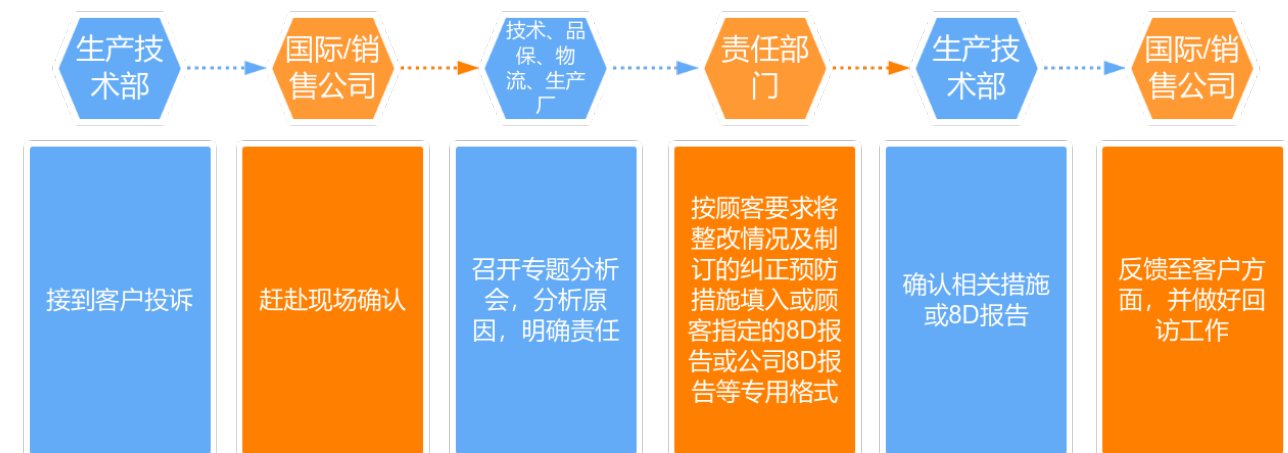 生产技
术部
国际/销
售公司
技术、品
保、物
流、生产
厂
责任部
门
生产技
术部
国际/销
售公司
接到客户投诉
赶赴现场确认
召开专题分析
会，分析原
因，明确责任
按顾客要求将
整改情况及制
订的纠正预防
措施填入或顾
客指定的8D报
告或公司8D报
告等专用格式
确认相关措施
或8D报告
反馈至客户方
面，并做好回
访工作